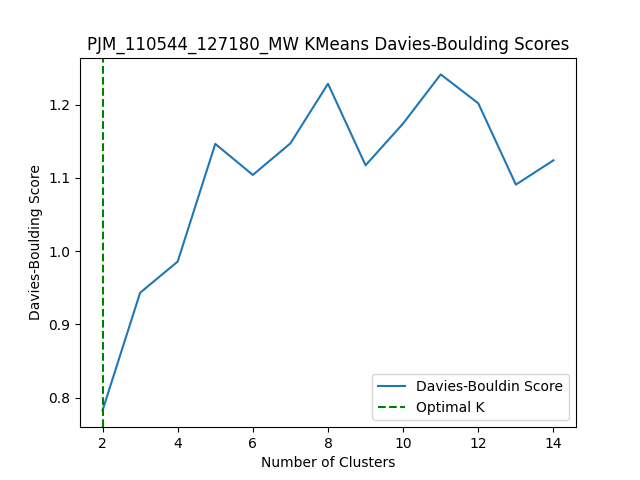 PJM_110544_127180_MW KMeans Davies-Boulding Scores
Davies-Boulding Score
1.2
1.1
1.0
0.9
0.8
Davies-Bouldin Score
Optimal K
2 4 6 8 10 12 14
Number of Clusters